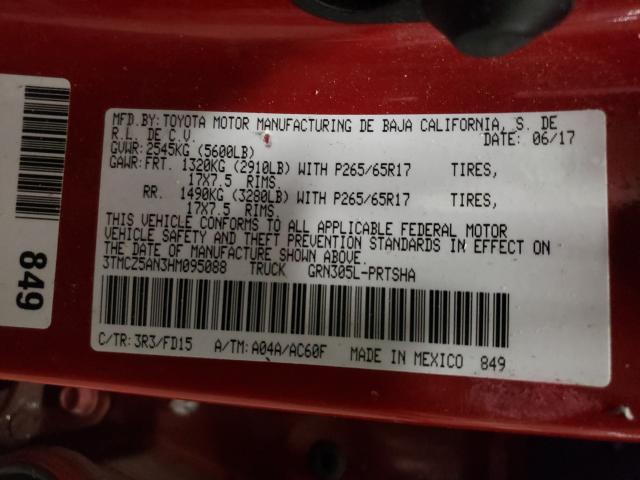 MFD.BY:TOYOTA MOTOR MANUFACTURING DE BAJA CALIFORNIA, S. DE
R.L. DE C.V. DATE: 06/17
GVWR:2545KG (5600LB)
GAWR:FRT. 1320KG (2910LB) WITH P265/65R17 TIRES,
17X7.5 RIMS
RR. 1490KG (3280LB) WITH P265/65R17 TIRES,
17X7.5 RIMS
THIS VEHICLE CONFORMS TO ALL APPLICABLE FEDERAL MOTOR
VEHICLE SAFETY AND THEFT PREVENTION STANDARDS IN EFFECT ON
THE DATE OF MANUFACTURE SHOWN ABOVE.
3TMCZ5AN3HM095088 TRUCK GRN305L-PRTSHA
C/TR:3R3/FD15 A/TM:A04A/AC60F MADE IN MEXICO 849
849